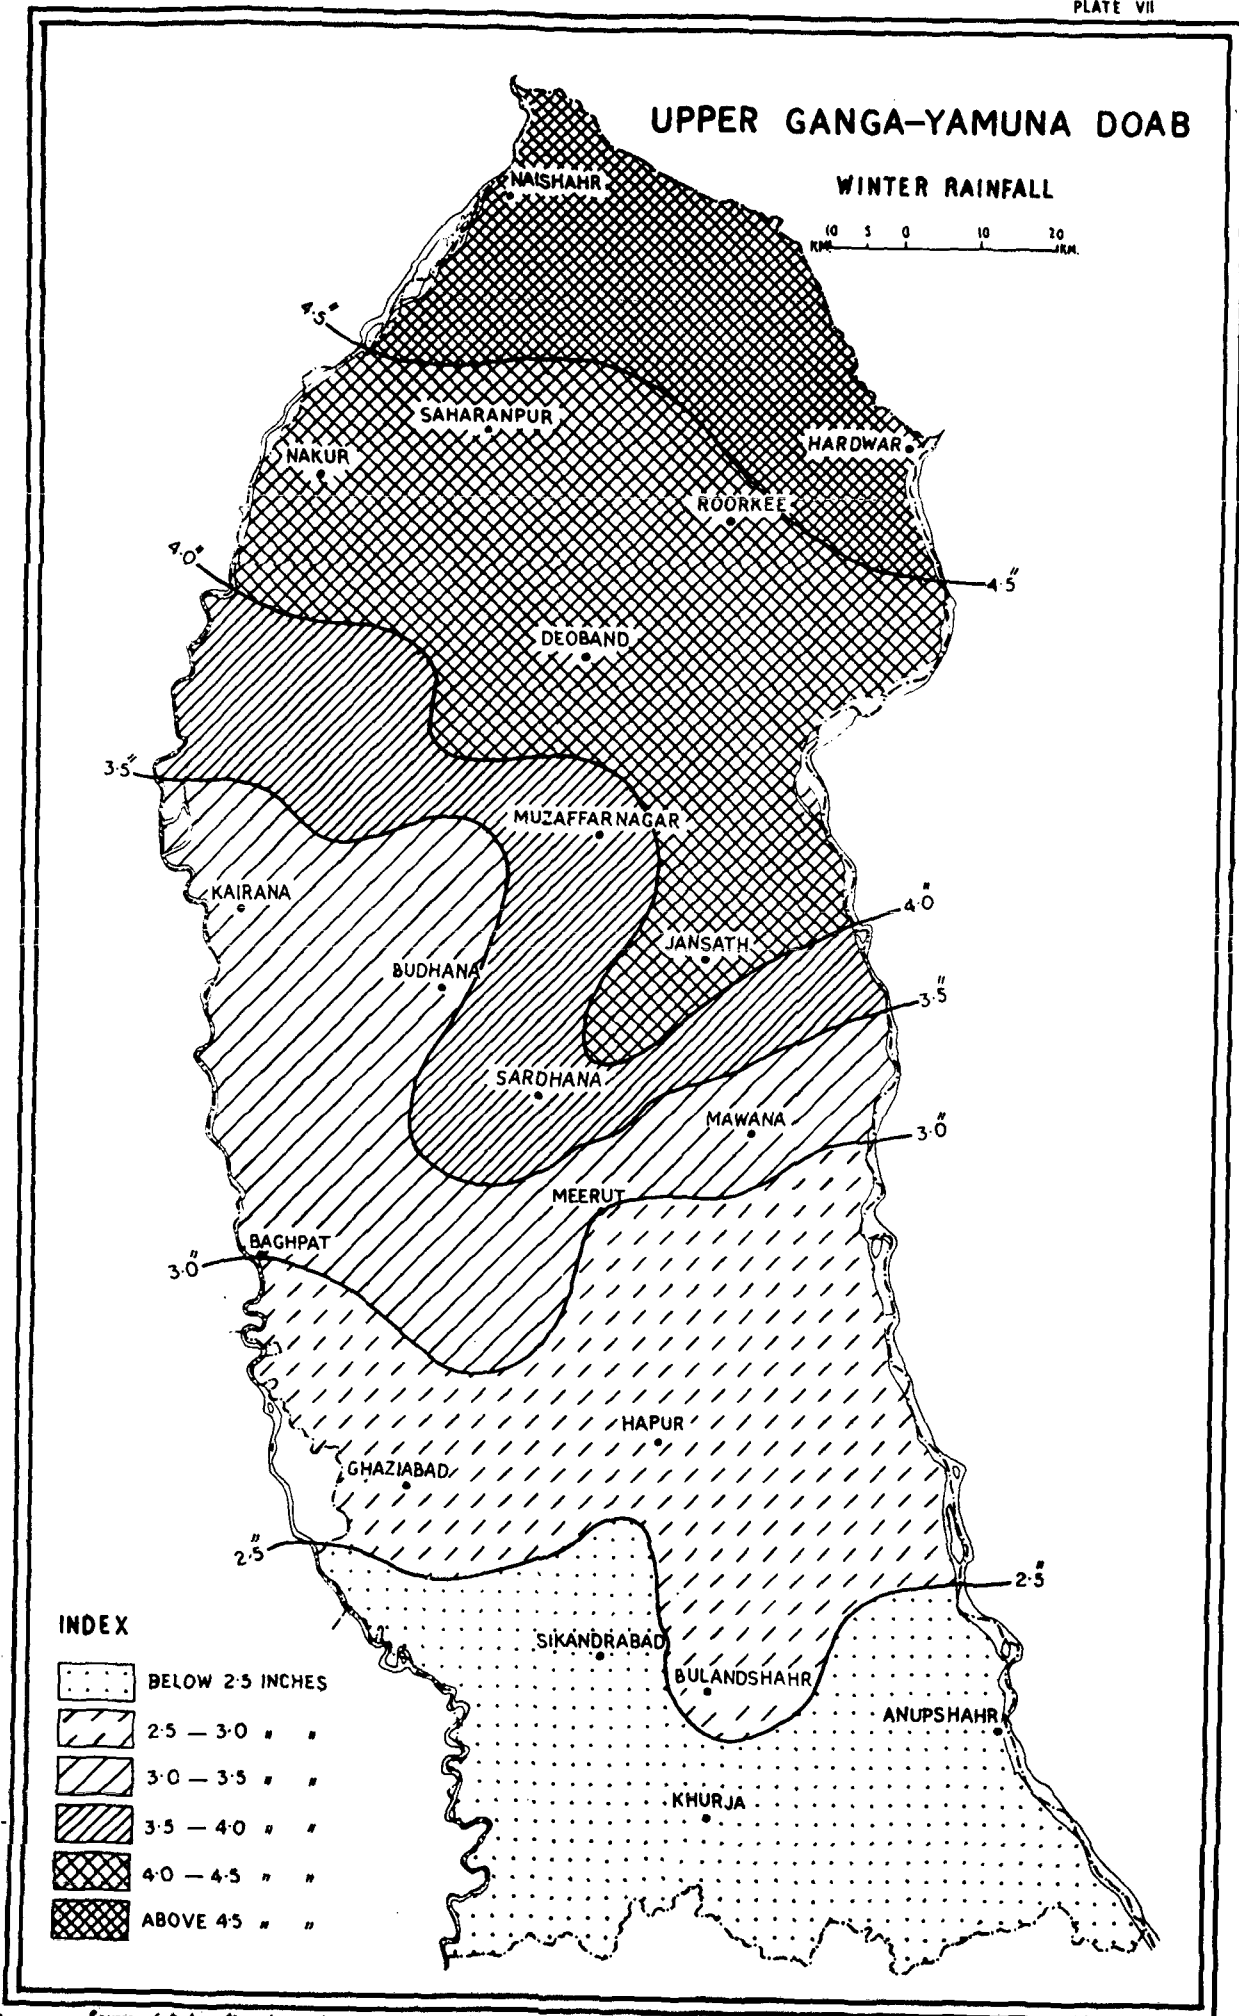 PLATE VII
UPPER GANGA–YAMUNA DOAB
WINTER RAINFALL
10 5 0 10 20
KM. KM.
NAISHAHR
4.5"
SAHARANPUR
HARDWAR
NAKUR
ROORKEE
4.0"
4.5"
DEOBAND
3.5"
MUZAFFARNAGAR
KAIRANA
4.0"
JANSATH
BUDHANA
3.5"
SARDHANA
MAWANA
3.0"
MEERUT
BAGHPAT
3.0"
HAPUR
GHAZIABAD
2.5"
2.5"
INDEX
SIKANDRABAD
BULANDSHAHR
BELOW 2.5 INCHES
ANUPSHAHR
2.5 — 3.0 " "
3.0 — 3.5 " "
KHURJA
3.5 — 4.0 " "
4.0 — 4.5 " "
ABOVE 4.5 " "